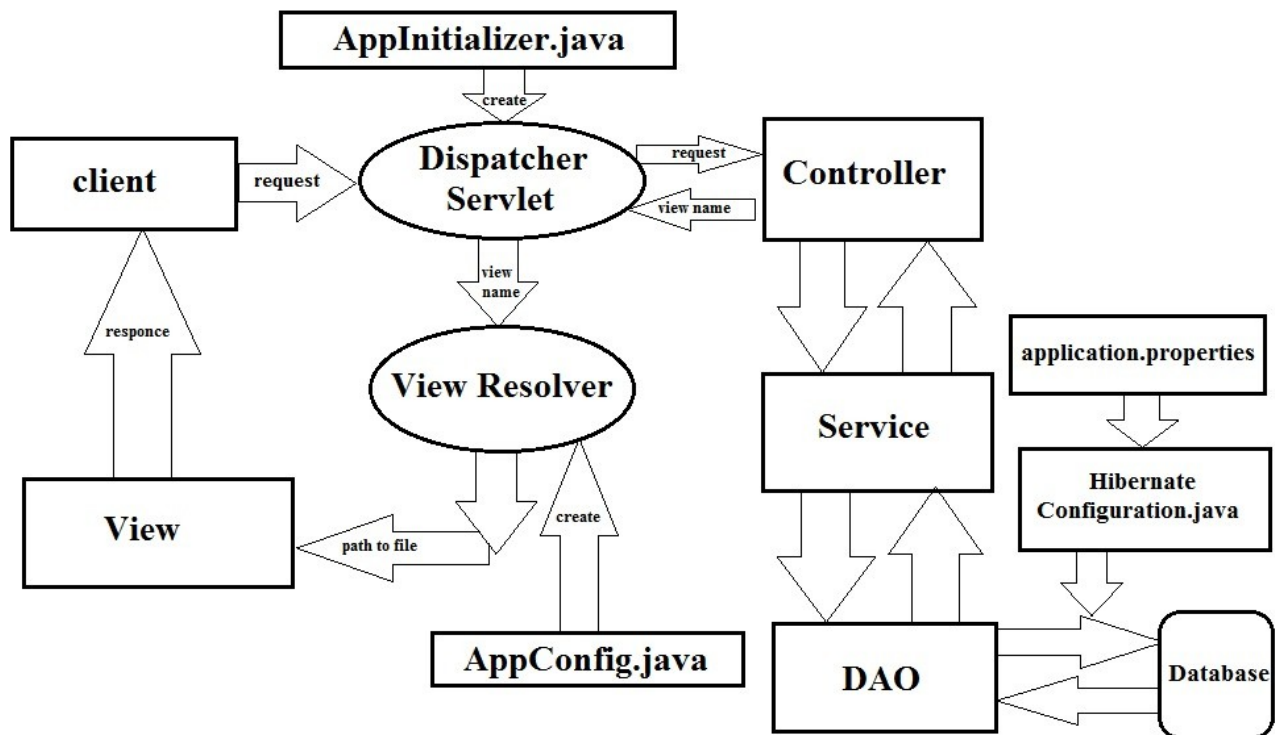 AppInitializer.java
create
client
request
Dispatcher
Servlet
request
view name
Controller
view
name
responce
View Resolver
application.properties
Service
Hibernate
Configuration.java
View
path to file
create
AppConfig.java
DAO
Database